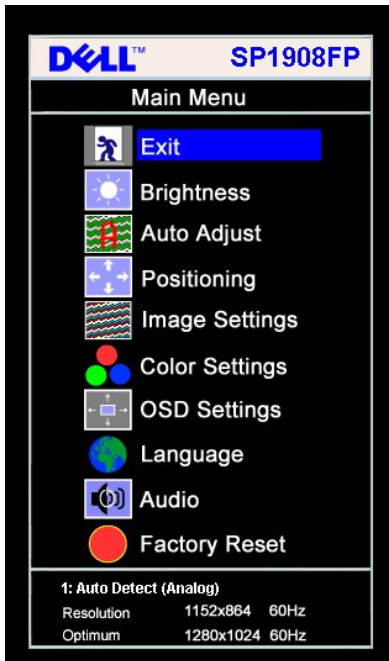 DELL™ SP1908FP
Main Menu
Exit
Brightness
Auto Adjust
Positioning
Image Settings
Color Settings
OSD Settings
Language
Audio
Factory Reset
1: Auto Detect (Analog)
Resolution 1152x864 60Hz
Optimum 1280x1024 60Hz